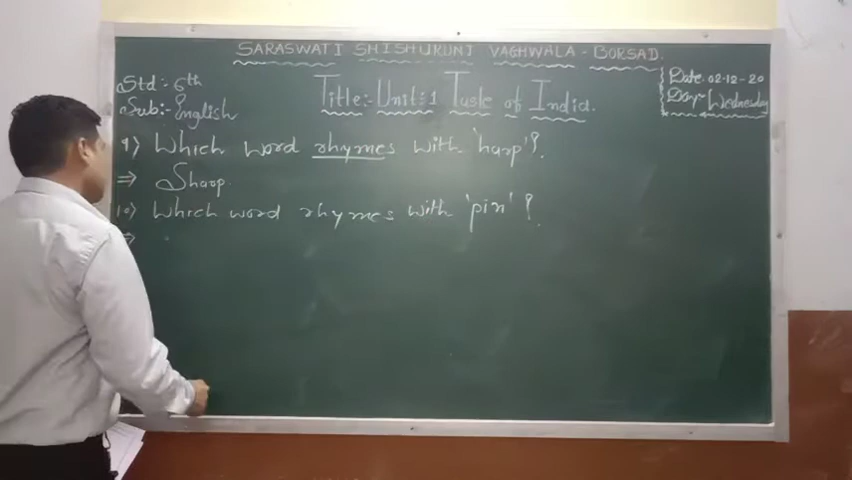 SARASWATI SHISHUKUNJ VAGHWALA - BORSAD.
Std :- 6th
Sub:- English
Title:- Unit:1 Taste of India.
Date: 02-12-20
Day:- Wednesday
9) Which word rhymes with 'harp'?
⇒ Sharp.
10) Which word rhymes with 'pin' ?
⇒